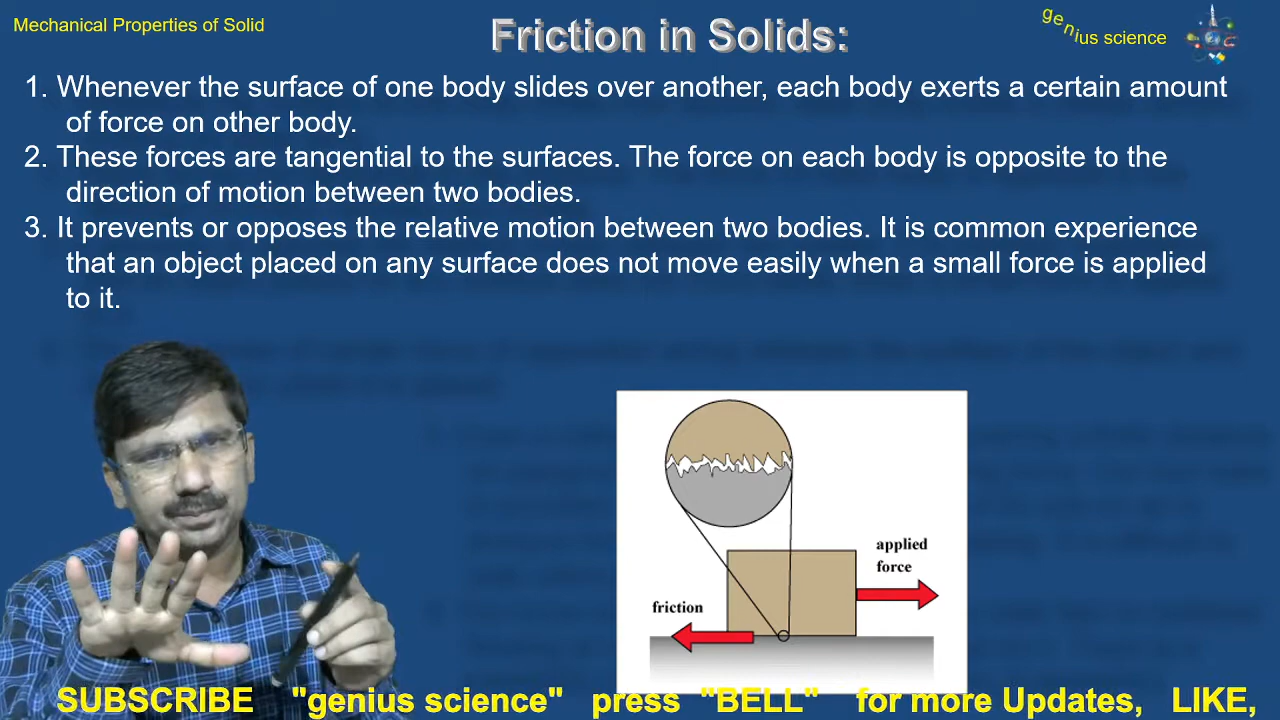 Mechanical Properties of Solid
Friction in Solids:
genius science
1. Whenever the surface of one body slides over another, each body exerts a certain amount
of force on other body.
2. These forces are tangential to the surfaces. The force on each body is opposite to the
direction of motion between two bodies.
3. It prevents or opposes the relative motion between two bodies. It is common experience
that an object placed on any surface does not move easily when a small force is applied
to it.
applied
force
friction
SUBSCRIBE "genius science" press "BELL" for more Updates, LIKE,